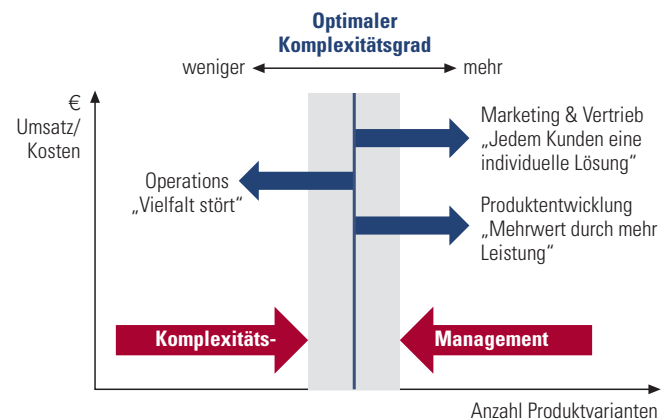 Optimaler
Komplexitätsgrad
weniger
mehr
€
Umsatz/
Kosten
Marketing & Vertrieb
„Jedem Kunden eine
individuelle Lösung“
Operations
„Vielfalt stört“
Produktentwicklung
„Mehrwert durch mehr
Leistung“
Komplexitäts-
Management
Anzahl Produktvarianten